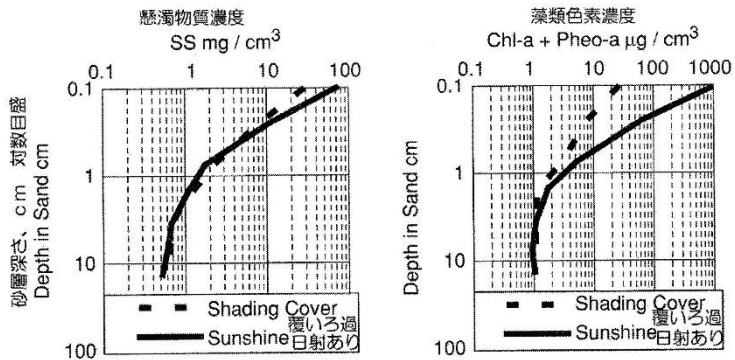 懸濁物質濃度
SS mg / cm³
0.1 1 10 100
0.1
1
10
100
砂層深さ、cm 対数目盛
Depth in Sand cm
Shading Cover
覆いろ過
Sunshine 日射あり
藻類色素濃度
Chl-a + Pheo-a µg / cm³
0.1 1 10 100 1000
0.1
1
10
100
Depth in Sand cm
Shading Cover
覆いろ過
Sunshine 日射あり